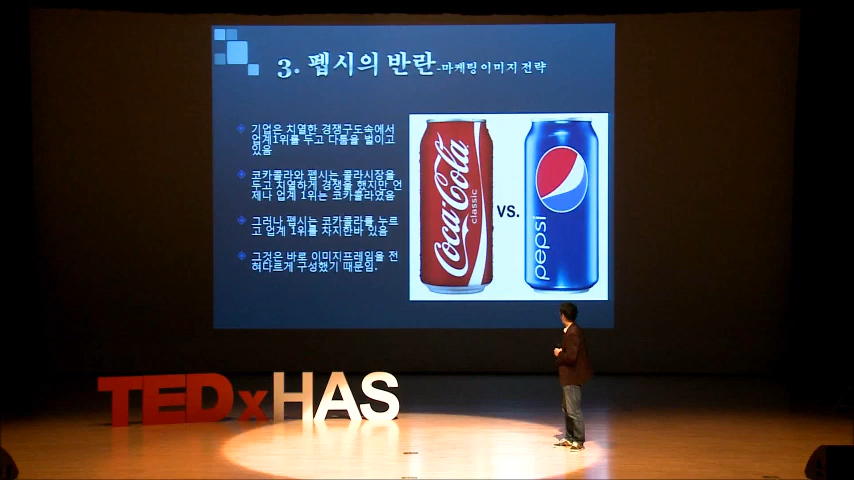 3. 펩시의 반란-마케팅이미지 전략
기업은 치열한 경쟁구도속에서
업계1위를 두고 다툼을 벌이고
있음
코카콜라와 펩시는 콜라시장을
두고 치열하게 경쟁을 했지만 언
제나 업계 1위는 코카콜라였음
그러나 펩시는 코카콜라를 누르
고 업계 1위를 차지한바 있음
그것은 바로 이미지프레임을 전
혀다르게 구성했기 때문임.
Coca-Cola
classic
VS.
pepsi
TEDxHAS